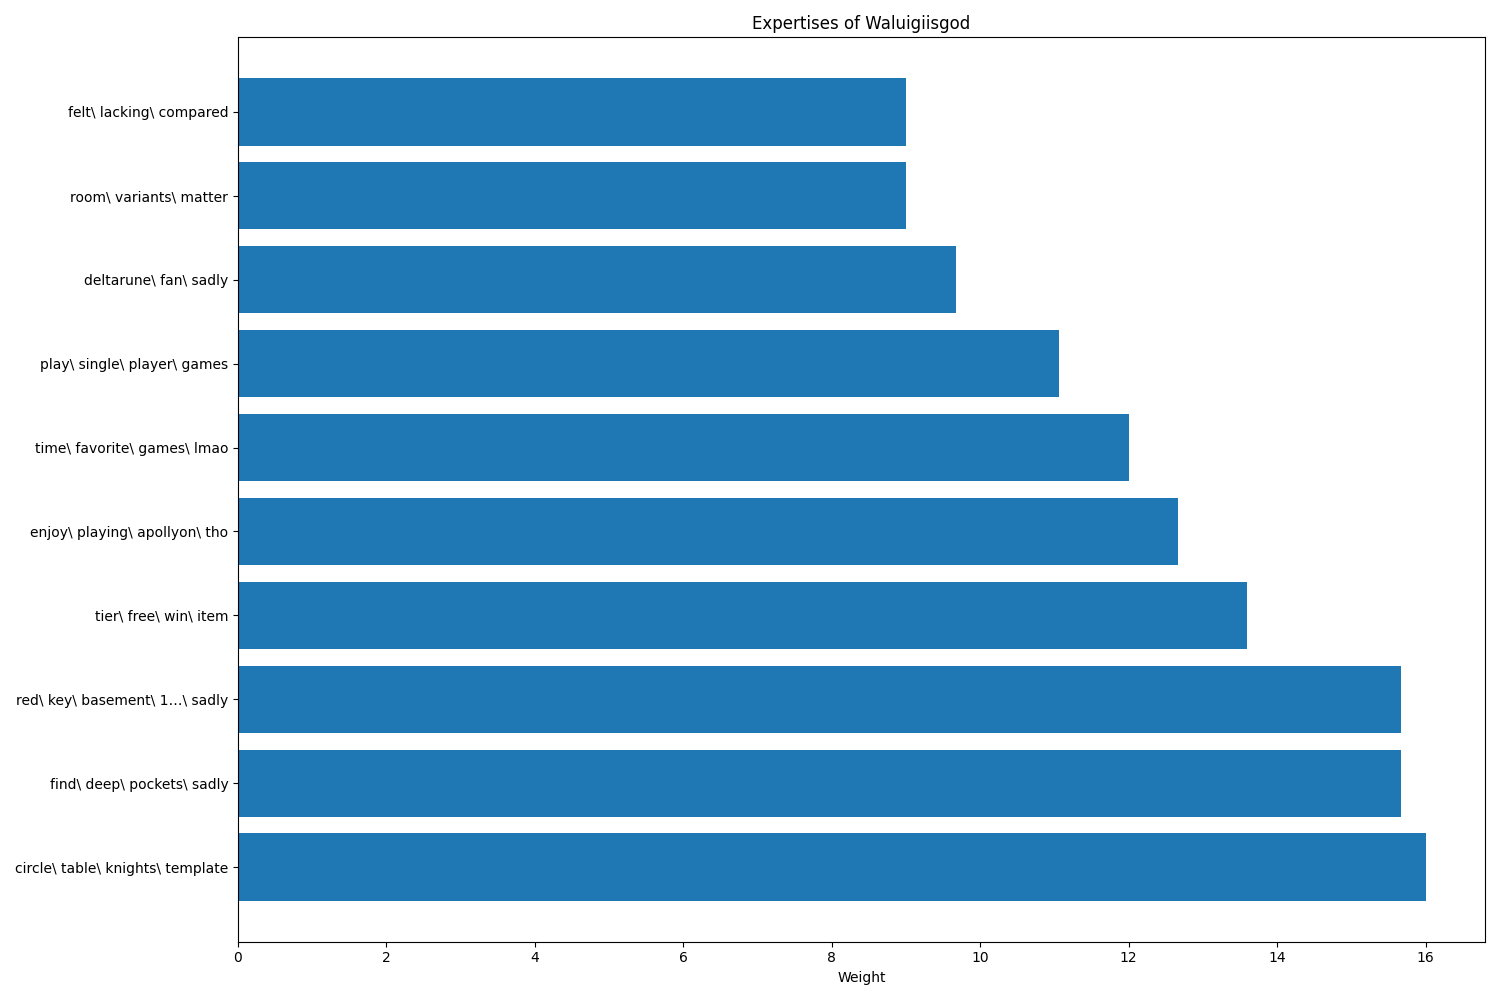 Expertises of Waluigiisgod
felt\ lacking\ compared
room\ variants\ matter
deltarune\ fan\ sadly
play\ single\ player\ games
time\ favorite\ games\ lmao
enjoy\ playing\ apollyon\ tho
tier\ free\ win\ item
red\ key\ basement\ 1...\ sadly
find\ deep\ pockets\ sadly
circle\ table\ knights\ template
0 2 4 6 8 10 12 14 16
Weight